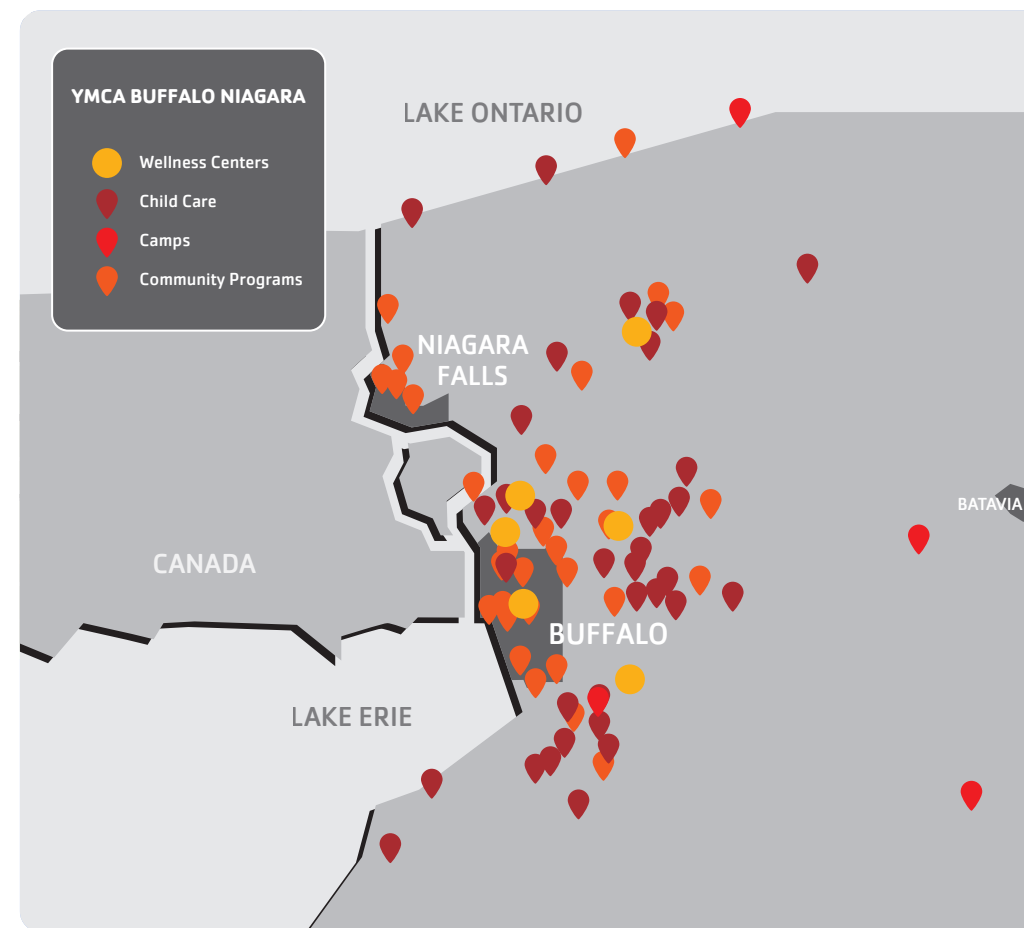 YMCA BUFFALO NIAGARA
Wellness Centers
Child Care
Camps
Community Programs
LAKE ONTARIO
NIAGARA
FALLS
BATAVIA
CANADA
BUFFALO
LAKE ERIE